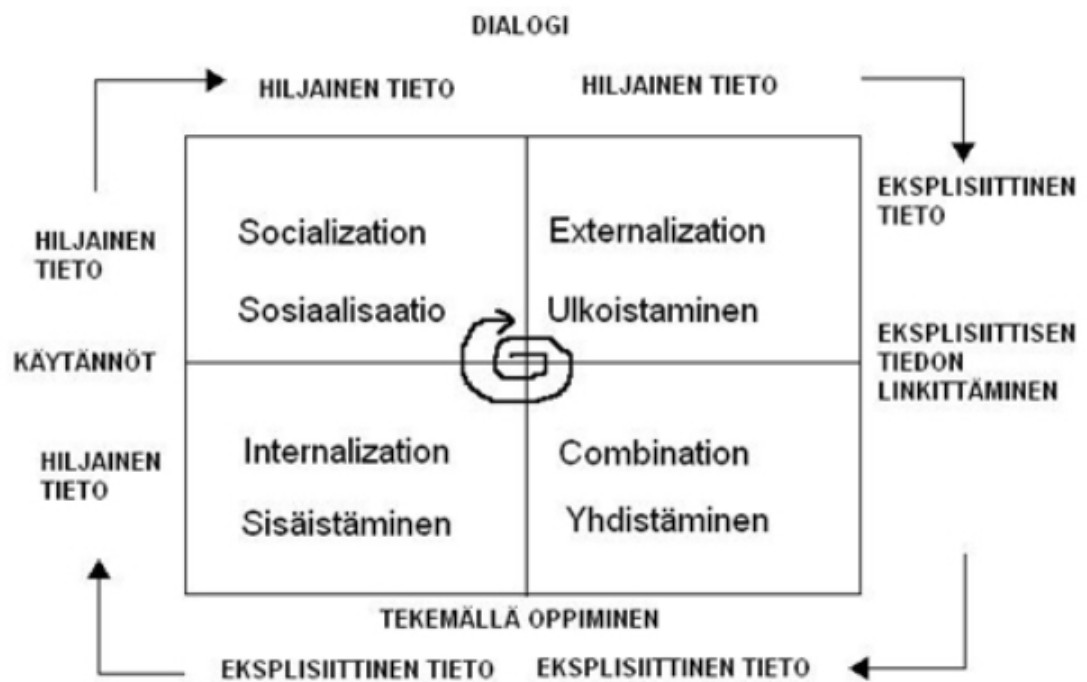 DIALOGI
HILJAINEN TIETO
HILJAINEN TIETO
EKSPLISIITTINEN
TIETO
HILJAINEN
TIETO
Socialization
Externalization
Sosiaalisaatio
Ulkoistaminen
KÄYTÄNNÖT
EKSPLISIITTISEN
TIEDON
LINKITTÄMINEN
HILJAINEN
TIETO
Internalization
Combination
Sisäistäminen
Yhdistäminen
TEKEMÄLLÄ OPPIMINEN
EKSPLISIITTINEN TIETO
EKSPLISIITTINEN TIETO